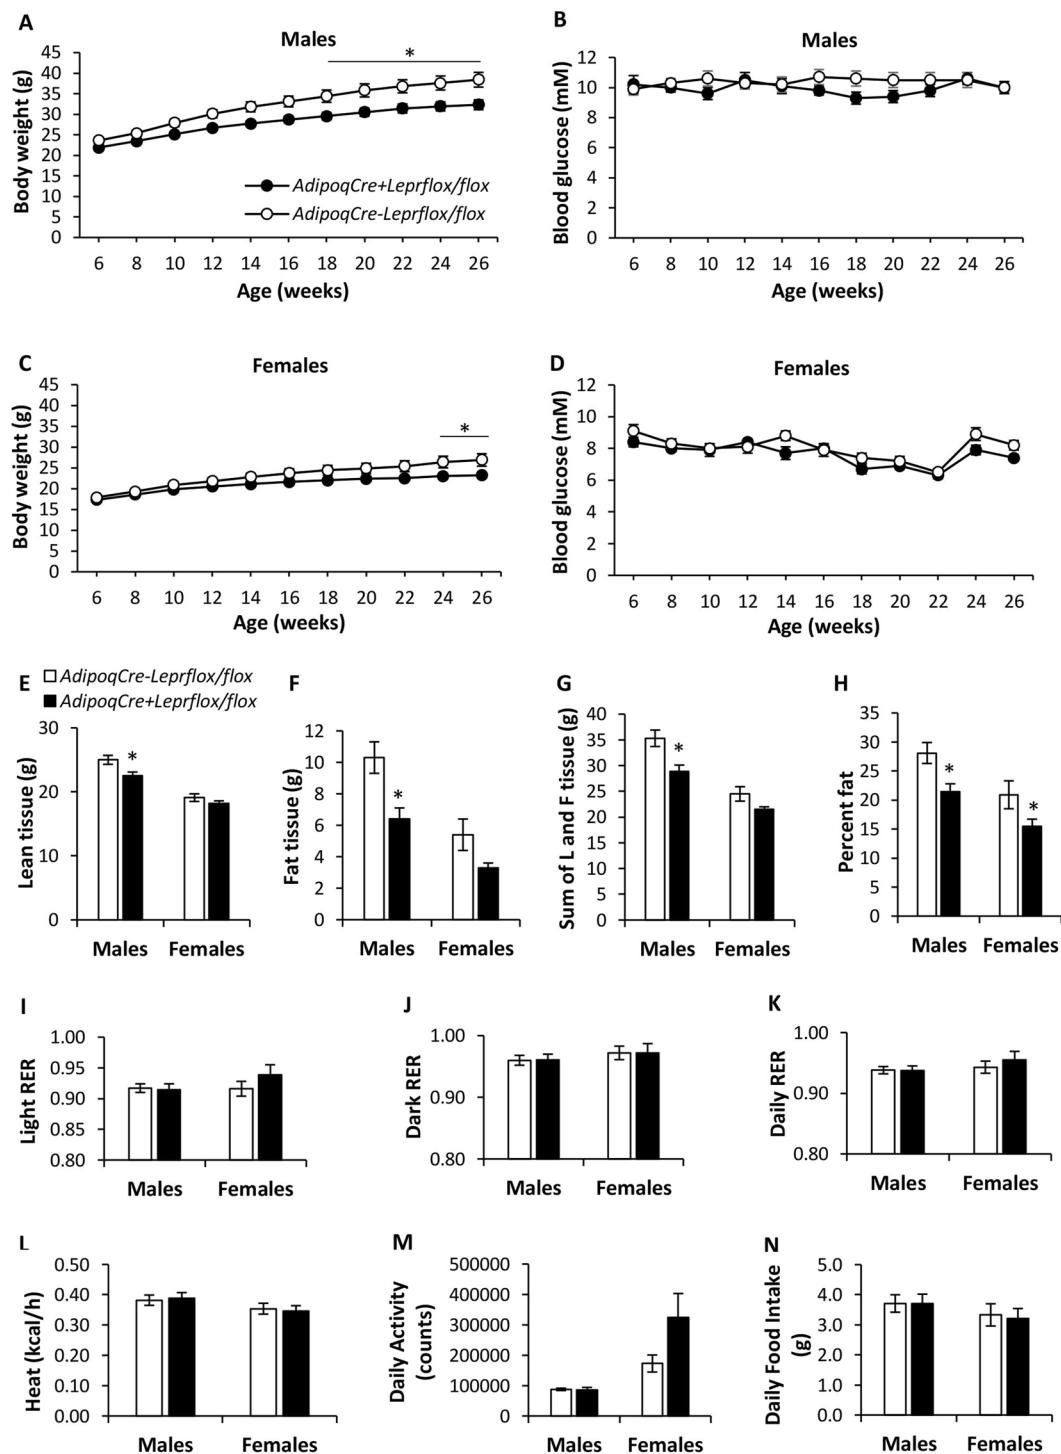 A
Males
Body weight (g)
45
40
35
30
25
20
15
10
5
0
*
AdipoqCre+Leprflox/flox
AdipoqCre-Leprflox/flox
6 8 10 12 14 16 18 20 22 24 26
Age (weeks)
B
Males
Blood glucose (mM)
12
10
8
6
4
2
0
6 8 10 12 14 16 18 20 22 24 26
Age (weeks)
C
Females
Body weight (g)
45
40
35
30
25
20
15
10
5
0
*
6 8 10 12 14 16 18 20 22 24 26
Age (weeks)
D
Females
Blood glucose (mM)
12
10
8
6
4
2
0
6 8 10 12 14 16 18 20 22 24 26
Age (weeks)
AdipoqCre-Leprflox/flox
AdipoqCre+Leprflox/flox
E
Lean tissue (g)
30
20
10
0
*
Males Females
F
Fat tissue (g)
12
10
8
6
4
2
0
*
Males Females
G
Sum of L and F tissue (g)
40
35
30
25
20
15
10
5
0
*
Males Females
H
Percent fat
35
30
25
20
15
10
5
0
*
*
Males Females
I
Light RER
1.00
0.95
0.90
0.85
0.80
Males Females
J
Dark RER
1.00
0.90
0.80
Males Females
K
Daily RER
1.00
0.90
0.80
Males Females
L
Heat (kcal/h)
0.50
0.40
0.30
0.20
0.10
0.00
Males Females
M
Daily Activity
(counts)
500000
400000
300000
200000
100000
0
Males Females
N
Daily Food Intake
(g)
5.0
4.0
3.0
2.0
1.0
0.0
Males Females